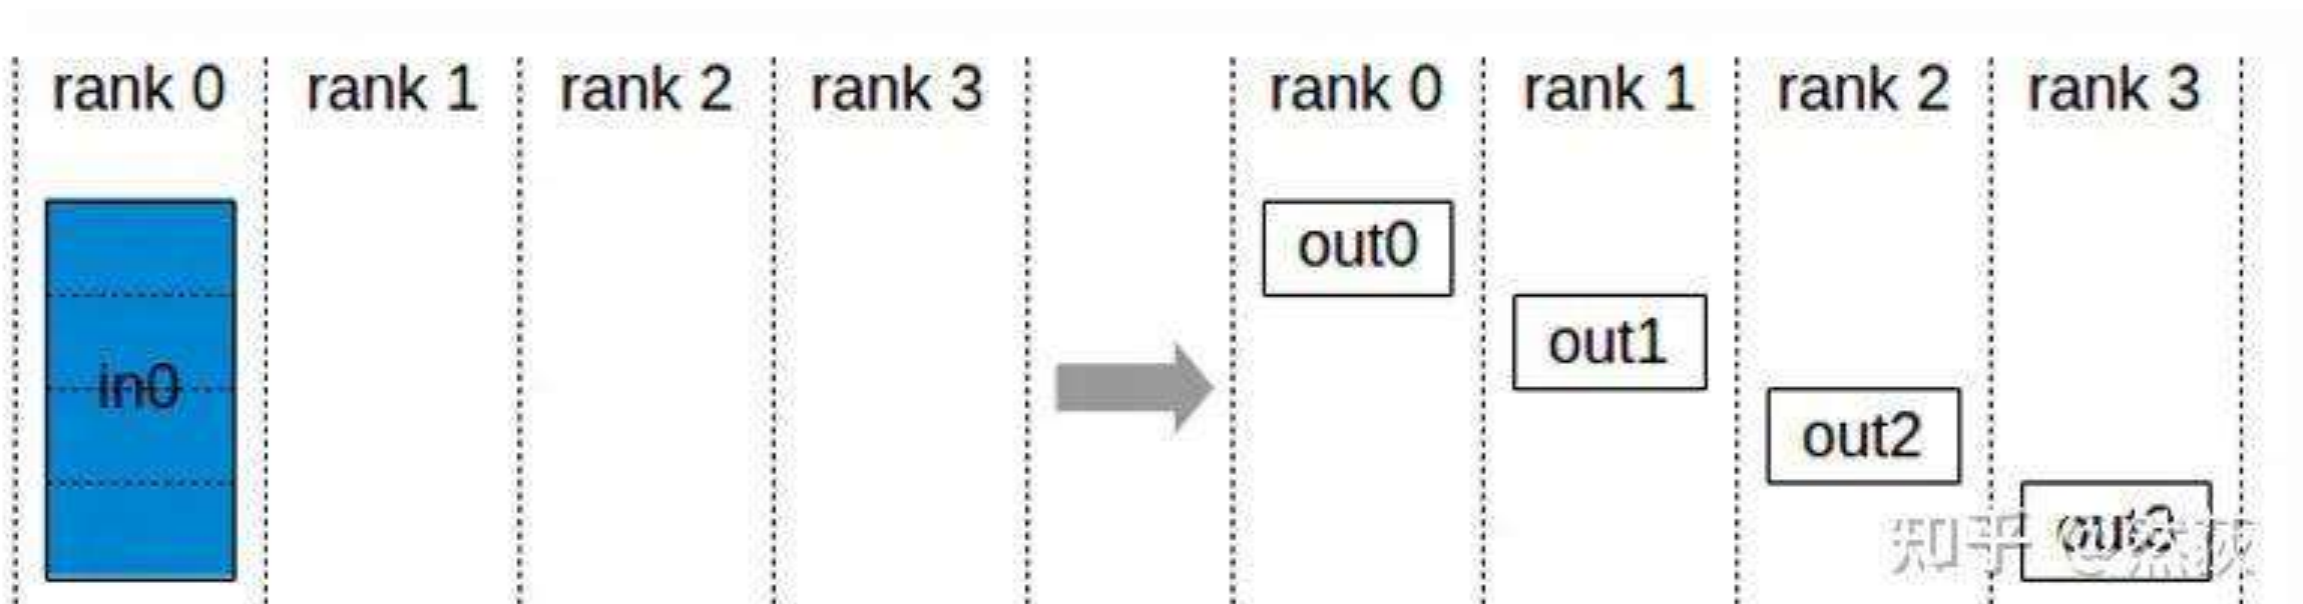 rank 0 rank 1 rank 2 rank 3 rank 0 rank 1 rank 2 rank 3
out0
out1
in0
out2
out3
知乎